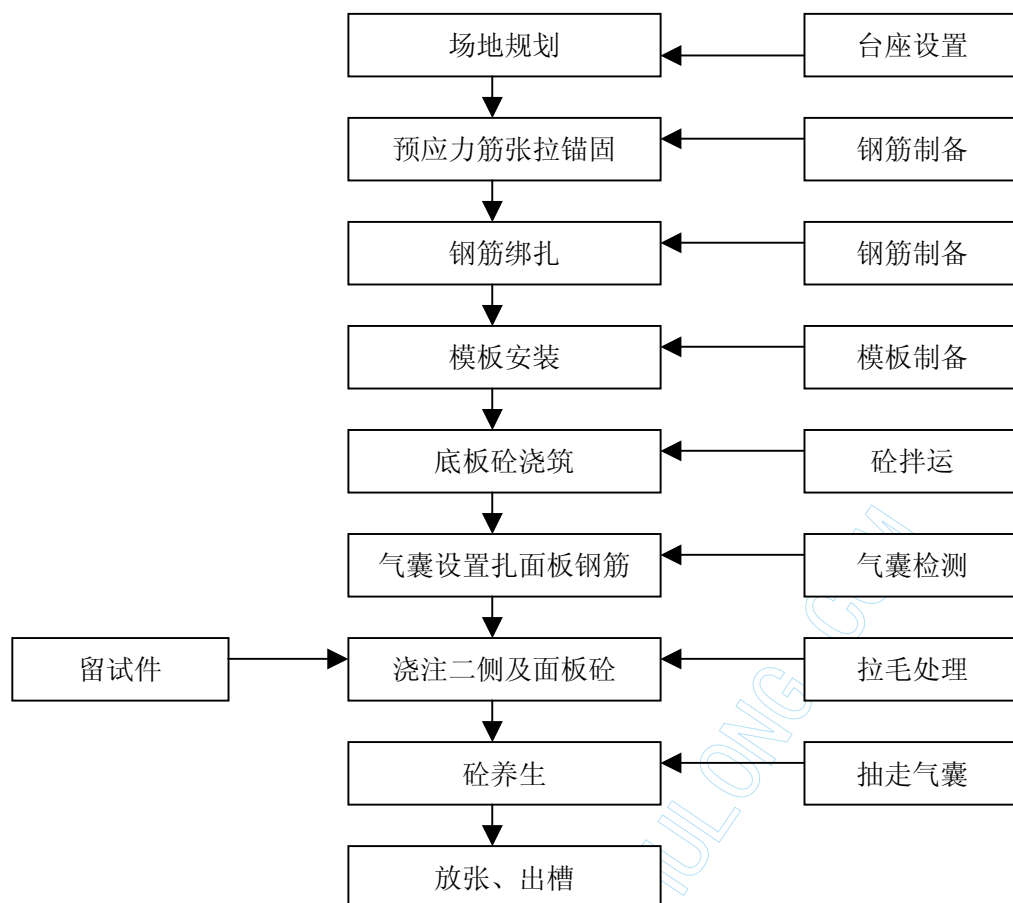 场地规划
台座设置
预应力筋张拉锚固
钢筋制备
钢筋绑扎
钢筋制备
模板安装
模板制备
底板砼浇筑
砼拌运
气囊设置扎面板钢筋
气囊检测
留试件
浇注二侧及面板砼
拉毛处理
砼养生
抽走气囊
放张、出槽
ULONG.COM